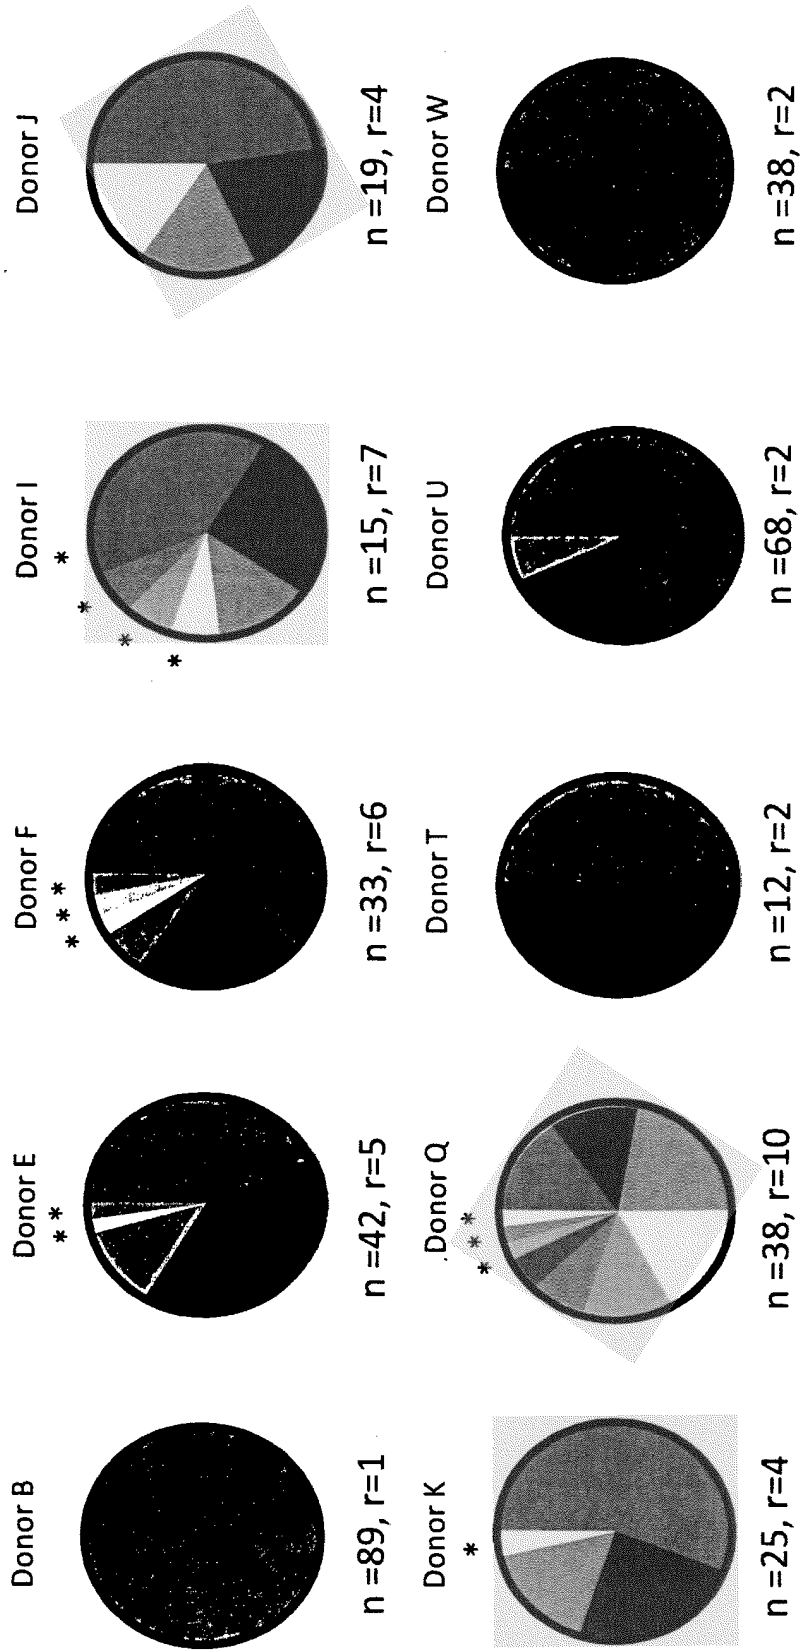 Donor B
n =89, r=1
Donor E
**
n =42, r=5
Donor F
***
n =33, r=6
Donor I
****
n =15, r=7
Donor J
n =19, r=4
Donor K
*
n =25, r=4
Donor Q
***
n =38, r=10
Donor T
n =12, r=2
Donor U
n =68, r=2
Donor W
n =38, r=2